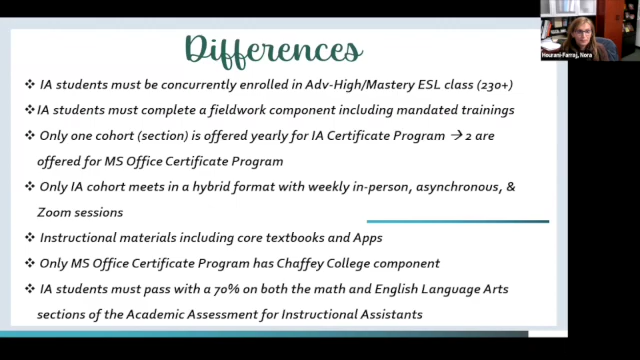 Differences
❖ IA students must be concurrently enrolled in Adv-High/Mastery ESL class (230+)
❖ IA students must complete a fieldwork component including mandated trainings
❖ Only one cohort (section) is offered yearly for IA Certificate Program → 2 are
offered for MS Office Certificate Program
❖ Only IA cohort meets in a hybrid format with weekly in-person, asynchronous, &
Zoom sessions
❖ Instructional materials including core textbooks and Apps
❖ Only MS Office Certificate Program has Chaffey College component
❖ IA students must pass with a 70% on both the math and English Language Arts
sections of the Academic Assessment for Instructional Assistants
Hourani-Farraj, Nora